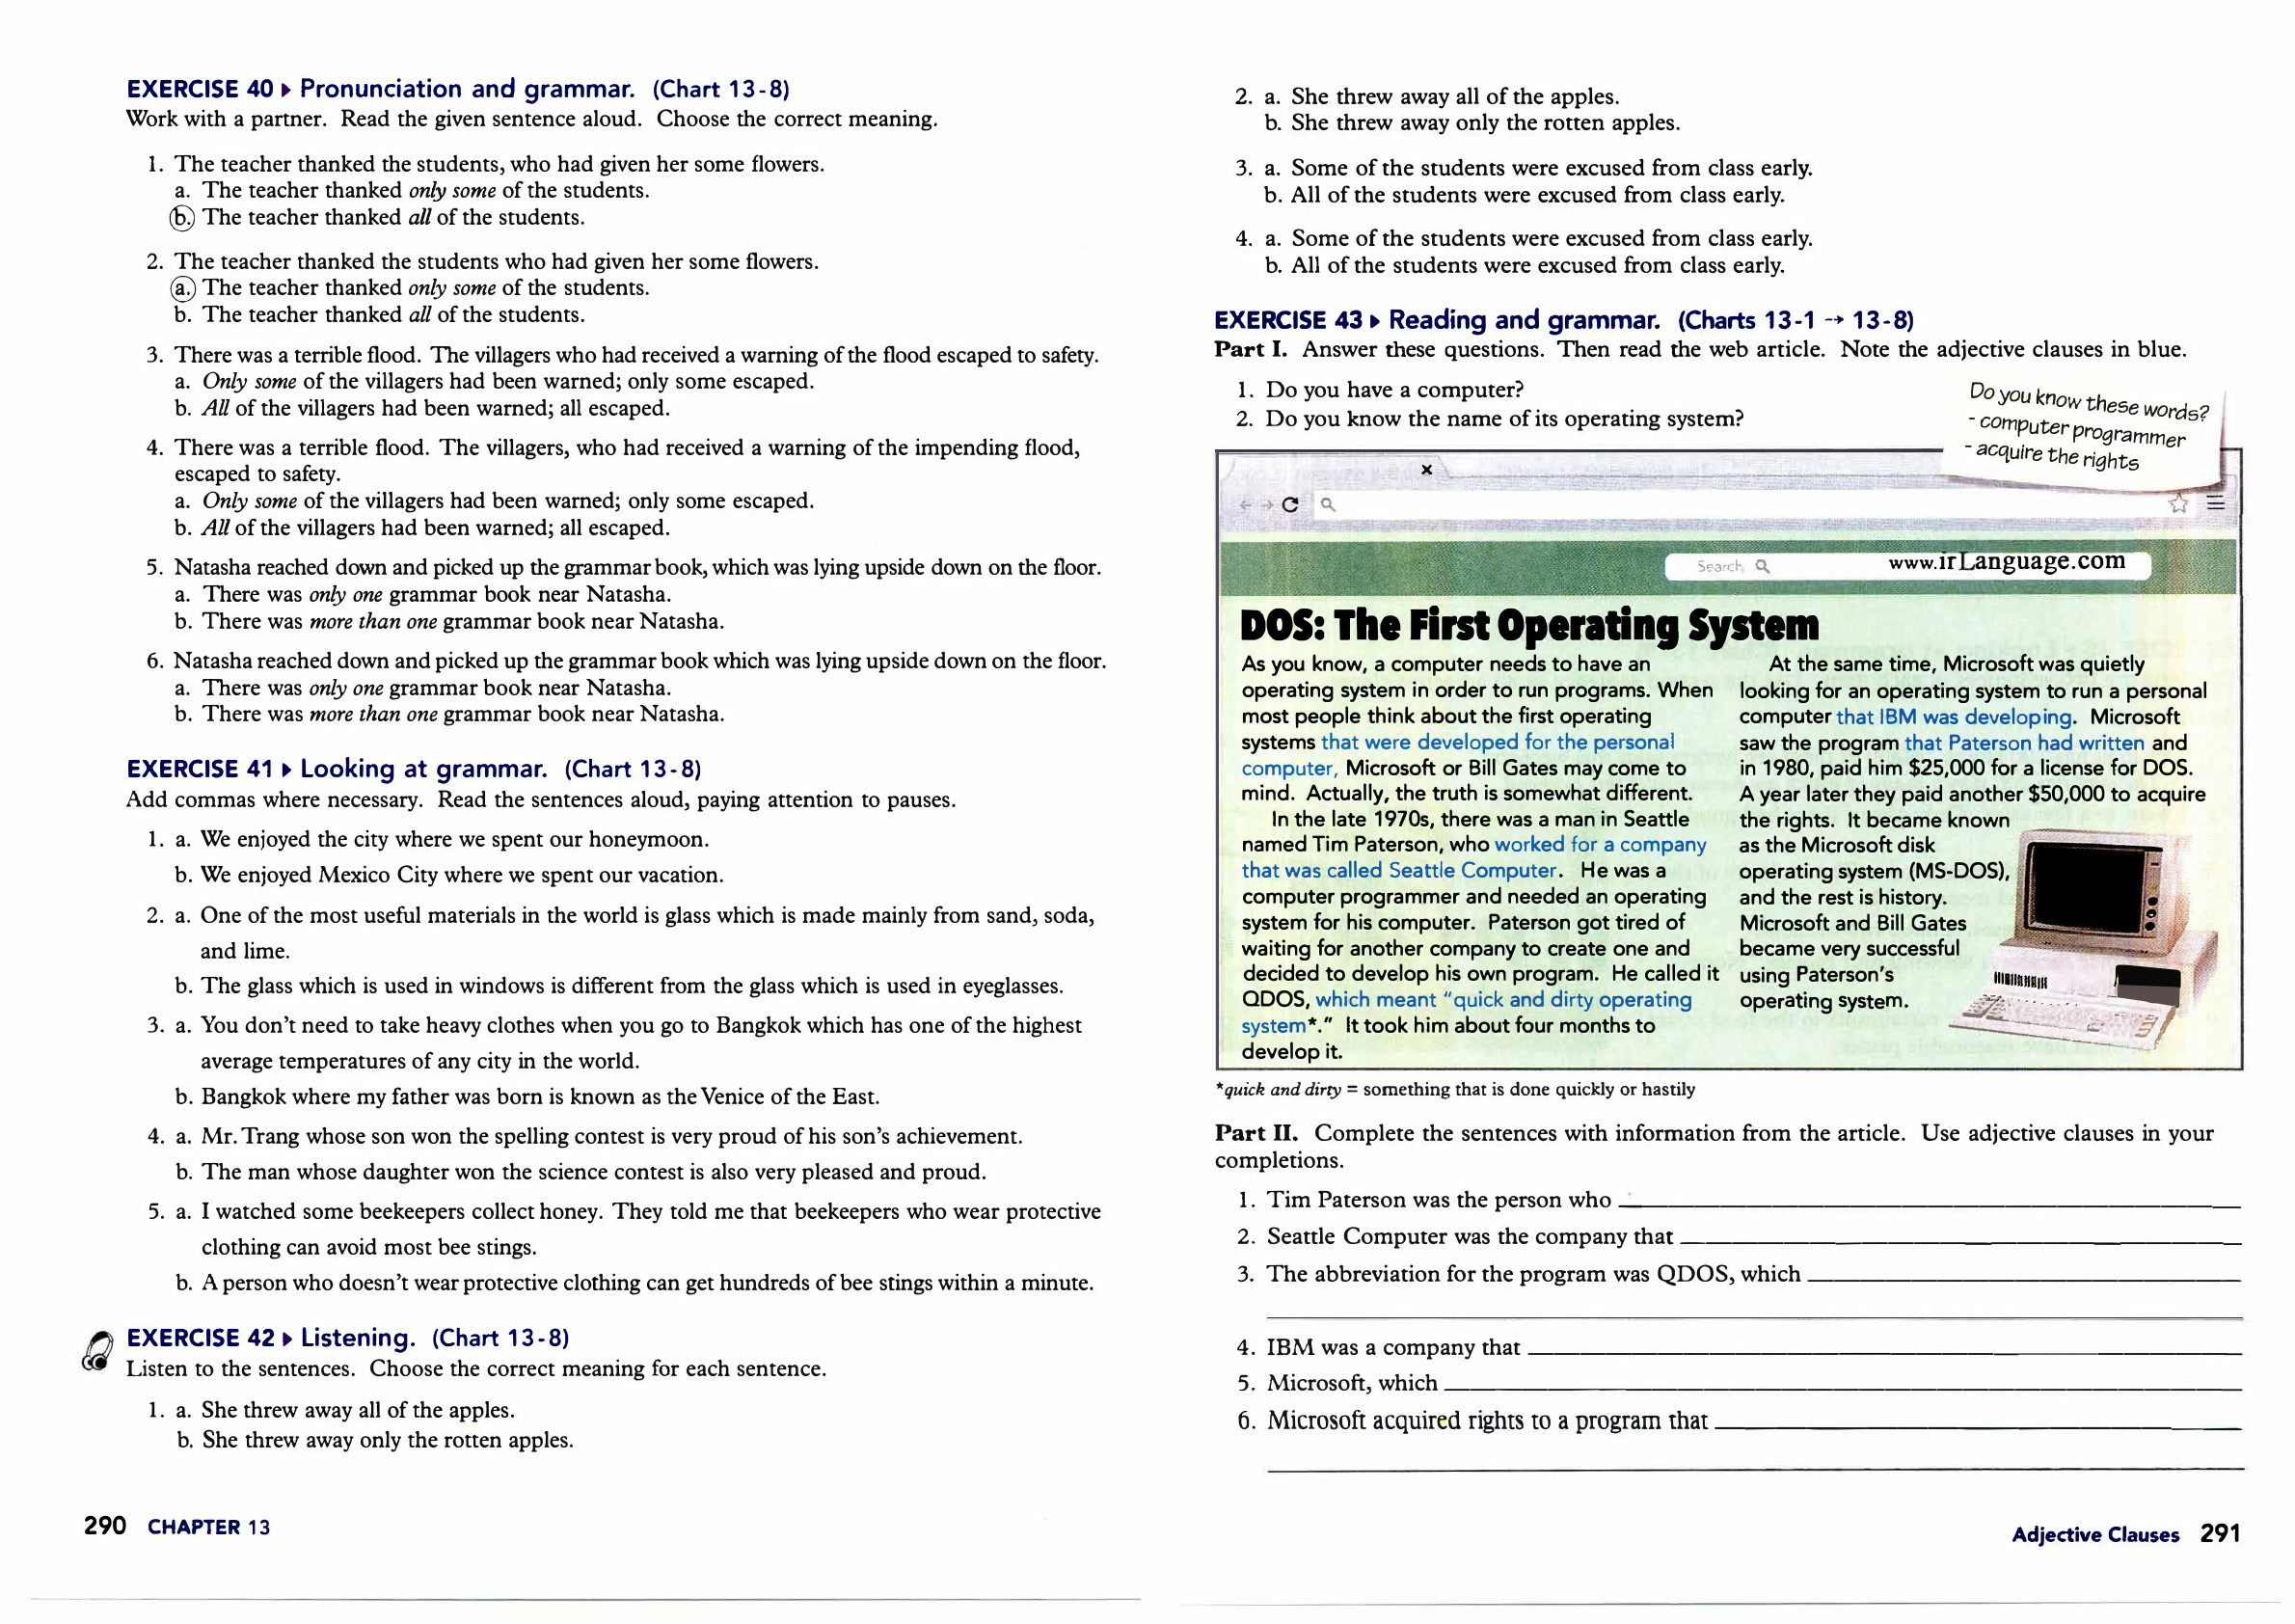 EXERCISE 40 ▸ Pronunciation and grammar. (Chart 13-8)
Work with a partner. Read the given sentence aloud. Choose the correct meaning.
1. The teacher thanked the students, who had given her some flowers.
a. The teacher thanked only some of the students.
b. The teacher thanked all of the students.
2. The teacher thanked the students who had given her some flowers.
a. The teacher thanked only some of the students.
b. The teacher thanked all of the students.
3. There was a terrible flood. The villagers who had received a warning of the flood escaped to safety.
a. Only some of the villagers had been warned; only some escaped.
b. All of the villagers had been warned; all escaped.
4. There was a terrible flood. The villagers, who had received a warning of the impending flood,
escaped to safety.
a. Only some of the villagers had been warned; only some escaped.
b. All of the villagers had been warned; all escaped.
5. Natasha reached down and picked up the grammar book, which was lying upside down on the floor.
a. There was only one grammar book near Natasha.
b. There was more than one grammar book near Natasha.
6. Natasha reached down and picked up the grammar book which was lying upside down on the floor.
a. There was only one grammar book near Natasha.
b. There was more than one grammar book near Natasha.
EXERCISE 41 ▸ Looking at grammar. (Chart 13-8)
Add commas where necessary. Read the sentences aloud, paying attention to pauses.
1. a. We enjoyed the city where we spent our honeymoon.
b. We enjoyed Mexico City where we spent our vacation.
2. a. One of the most useful materials in the world is glass which is made mainly from sand, soda,
and lime.
b. The glass which is used in windows is different from the glass which is used in eyeglasses.
3. a. You don't need to take heavy clothes when you go to Bangkok which has one of the highest
average temperatures of any city in the world.
b. Bangkok where my father was born is known as the Venice of the East.
4. a. Mr. Trang whose son won the spelling contest is very proud of his son's achievement.
b. The man whose daughter won the science contest is also very pleased and proud.
5. a. I watched some beekeepers collect honey. They told me that beekeepers who wear protective
clothing can avoid most bee stings.
b. A person who doesn't wear protective clothing can get hundreds of bee stings within a minute.
EXERCISE 42 ▸ Listening. (Chart 13-8)
Listen to the sentences. Choose the correct meaning for each sentence.
1. a. She threw away all of the apples.
b. She threw away only the rotten apples.
290 CHAPTER 13
2. a. She threw away all of the apples.
b. She threw away only the rotten apples.
3. a. Some of the students were excused from class early.
b. All of the students were excused from class early.
4. a. Some of the students were excused from class early.
b. All of the students were excused from class early.
EXERCISE 43 ▸ Reading and grammar. (Charts 13-1 → 13-8)
Part I. Answer these questions. Then read the web article. Note the adjective clauses in blue.
1. Do you have a computer?
2. Do you know the name of its operating system?
Do you know these words?
- computer programmer
- acquire the rights
Search
www.irLanguage.com
DOS: The First Operating System
As you know, a computer needs to have an
operating system in order to run programs. When
most people think about the first operating
systems that were developed for the personal
computer, Microsoft or Bill Gates may come to
mind. Actually, the truth is somewhat different.
In the late 1970s, there was a man in Seattle
named Tim Paterson, who worked for a company
that was called Seattle Computer. He was a
computer programmer and needed an operating
system for his computer. Paterson got tired of
waiting for another company to create one and
decided to develop his own program. He called it
QDOS, which meant "quick and dirty operating
system*." It took him about four months to
develop it.
At the same time, Microsoft was quietly
looking for an operating system to run a personal
computer that IBM was developing. Microsoft
saw the program that Paterson had written and
in 1980, paid him $25,000 for a license for DOS.
A year later they paid another $50,000 to acquire
the rights. It became known
as the Microsoft disk
operating system (MS-DOS),
and the rest is history.
Microsoft and Bill Gates
became very successful
using Paterson's
operating system.
*quick and dirty = something that is done quickly or hastily
Part II. Complete the sentences with information from the article. Use adjective clauses in your
completions.
1. Tim Paterson was the person who
2. Seattle Computer was the company that
3. The abbreviation for the program was QDOS, which
4. IBM was a company that
5. Microsoft, which
6. Microsoft acquired rights to a program that
Adjective Clauses 291